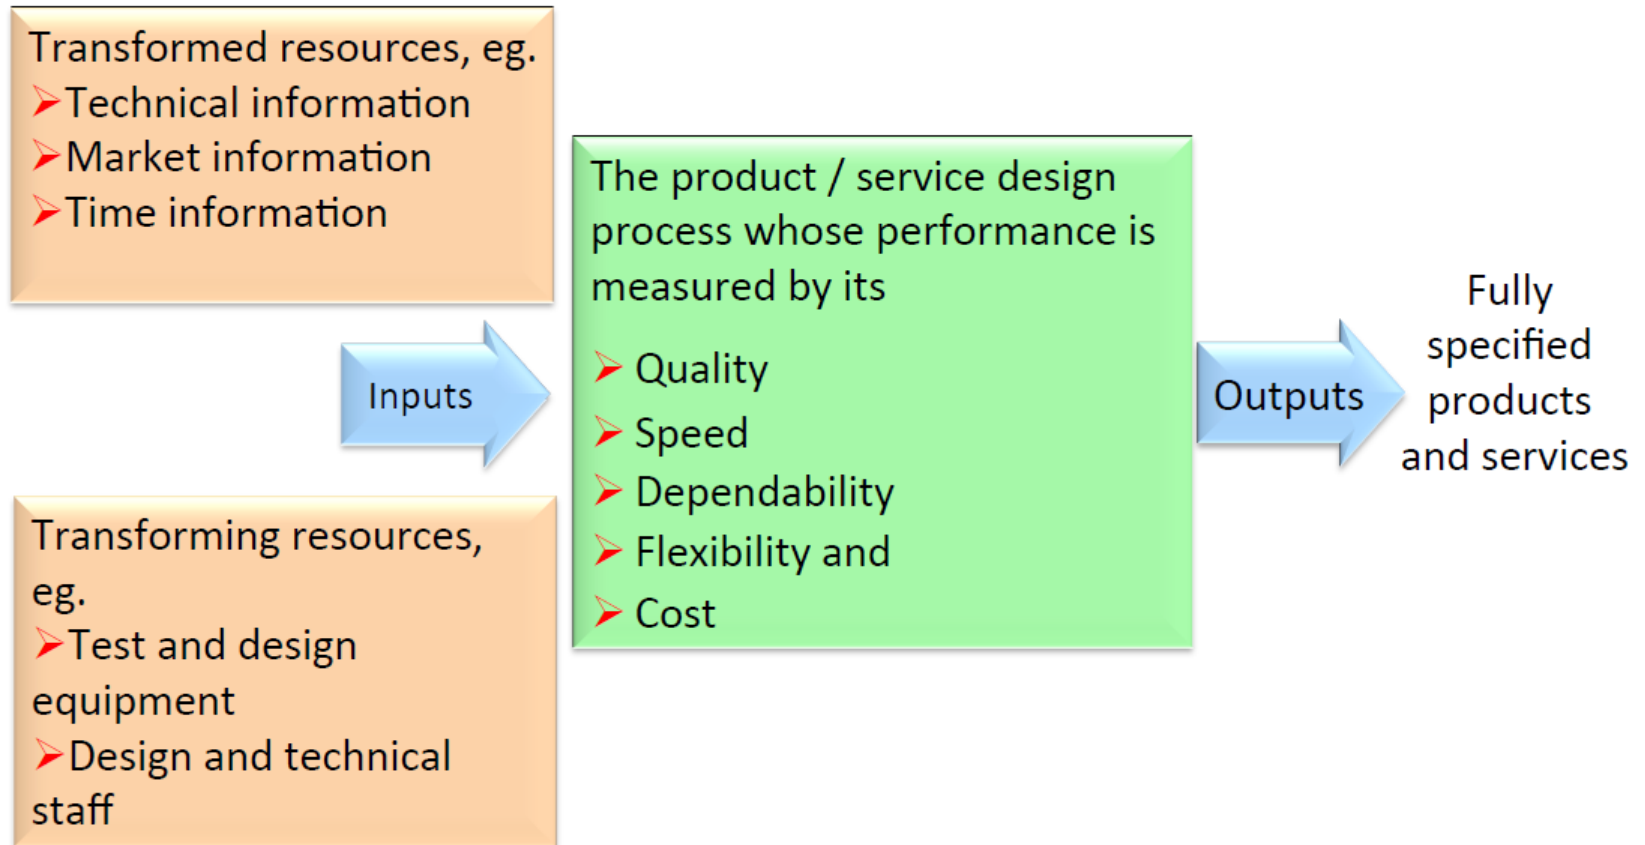 Transformed resources, eg.
➢Technical information
➢Market information
➢Time information
Inputs
Transforming resources,
eg.
➢Test and design
equipment
➢Design and technical
staff
The product / service design
process whose performance is
measured by its
➢ Quality
➢ Speed
➢ Dependability
➢ Flexibility and
➢ Cost
Outputs
Fully
specified
products
and services